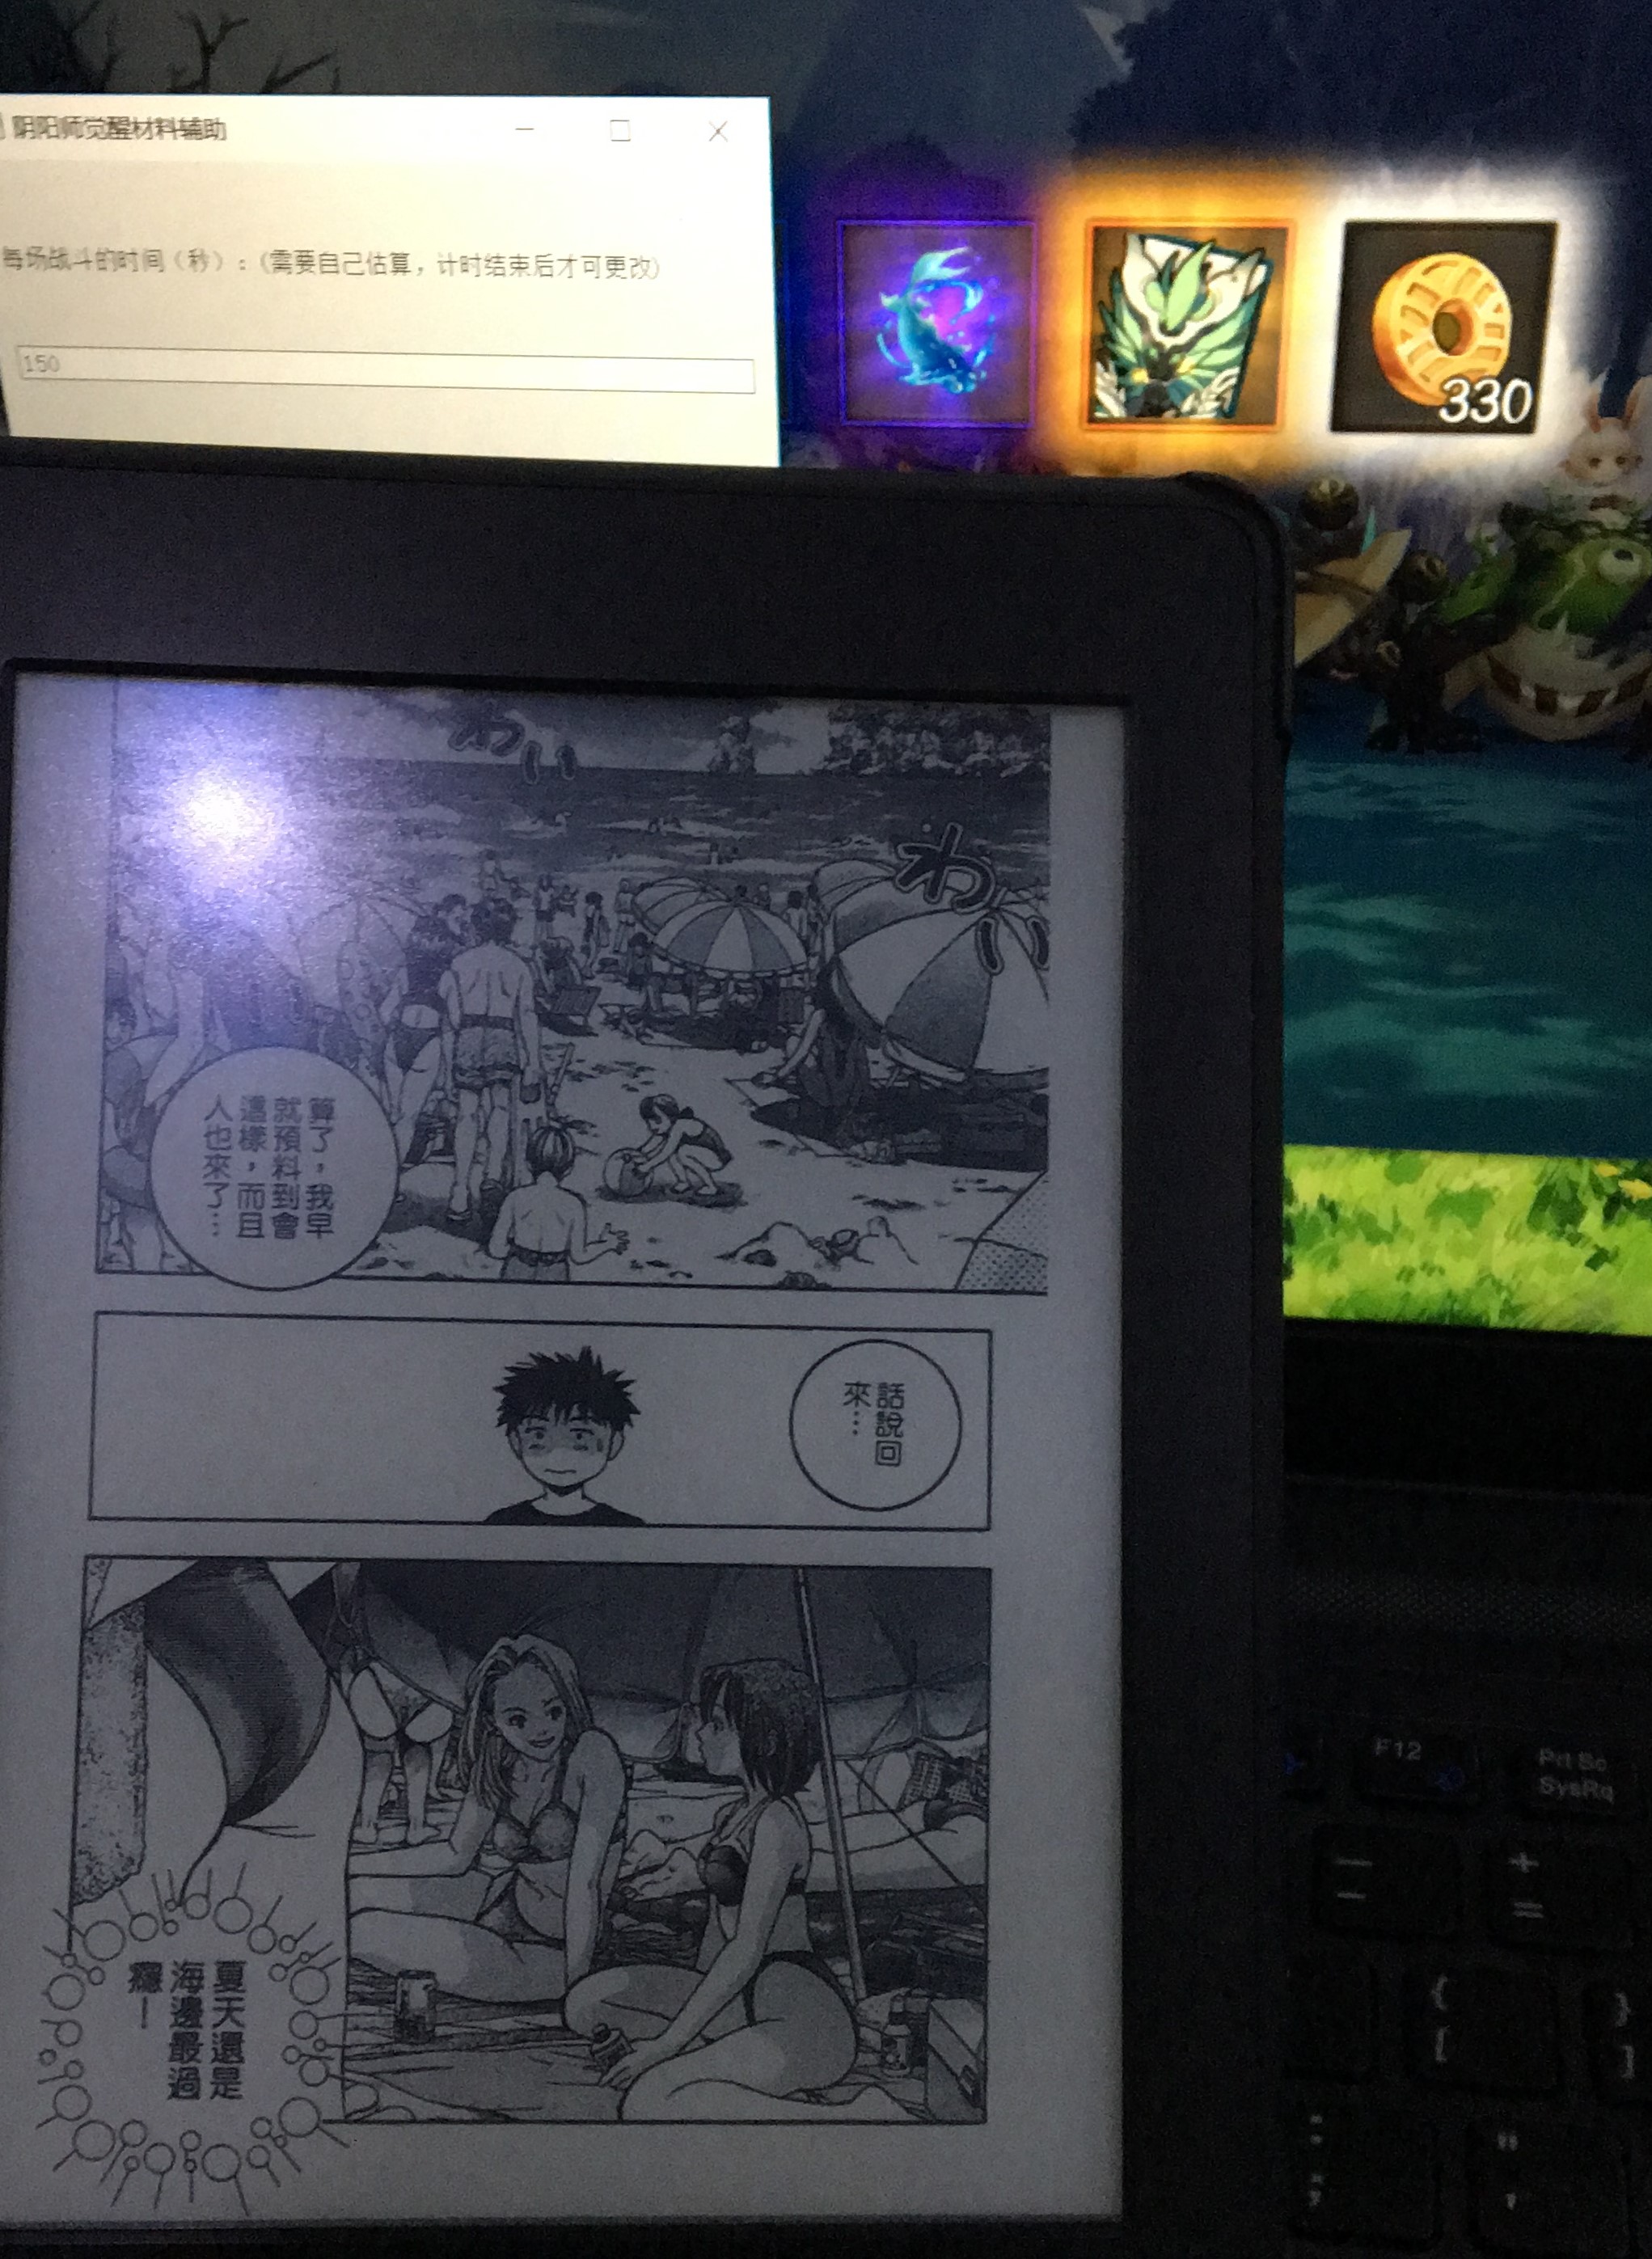 阴阳师觉醒材料辅助
每场战斗的时间（秒）：(需要自己估算，计时结束后才可更改)
150
330
わいい
わいい
算了，我早
就預料到會
這樣，而且
人也來了…
話說回
來…
夏天還是
海邊最過
癮—
F12
Prt Sc
SysRq
—
–
+
=
{
[
}
]
:
;
"
'